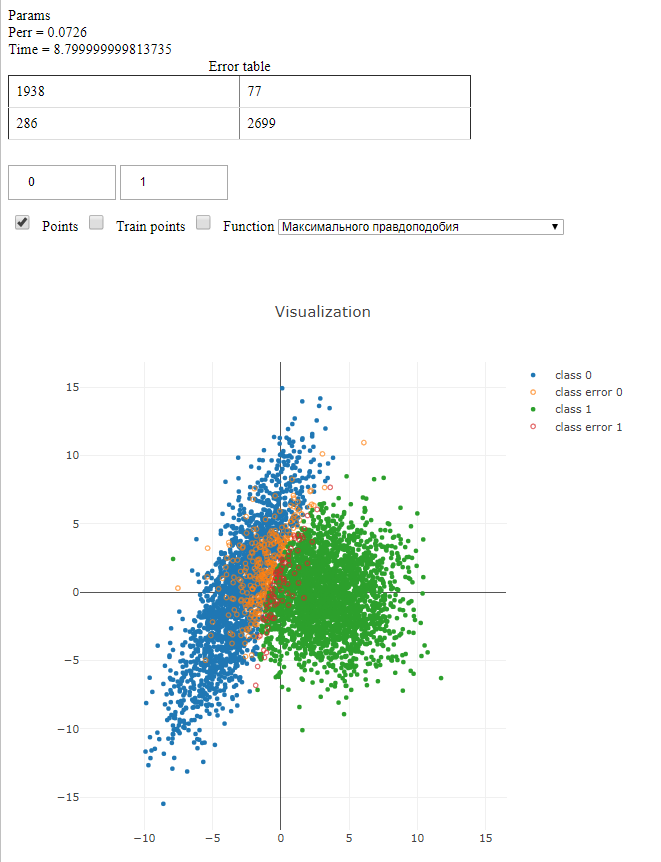 Params
Perr = 0.0726
Time = 8.799999999813735
Error table
1938 77
286 2699
0 1
Points Train points Function Максимального правдоподобия
Visualization
class 0
class error 0
class 1
class error 1
15
10
5
0
−5
−10
−15
−10 −5 0 5 10 15